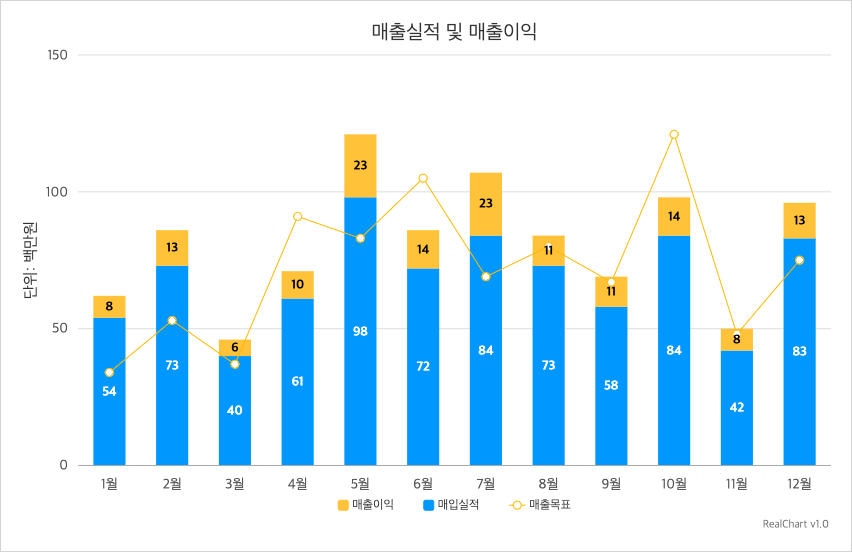 매출실적 및 매출이익
단위: 백만원
150
100
50
0
8 13 6 10 23 14 23 11 11 14 8 13
54 73 40 61 98 72 84 73 58 84 42 83
1월 2월 3월 4월 5월 6월 7월 8월 9월 10월 11월 12월
매출이익 매입실적 매출목표
RealChart v1.0